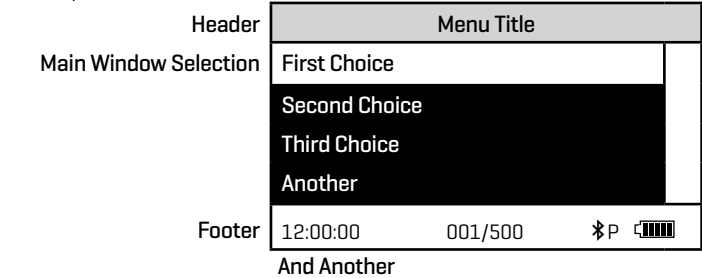 Header Menu Title
Main Window Selection First Choice
Second Choice
Third Choice
Another
Footer 12:00:00 001/500 P
And Another